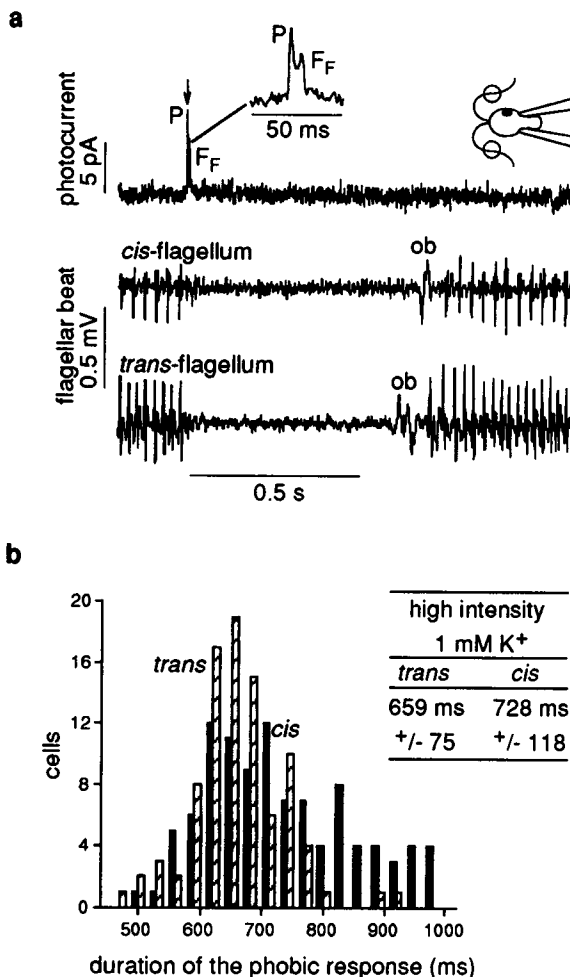 a
P
F_F
50 ms
P
F_F
photocurrent
5 pA
cis-flagellum
ob
flagellar beat
0.5 mV
trans-flagellum
ob
0.5 s
b
20
16
12
8
4
0
cells
trans
cis
high intensity
1 mM K⁺
trans cis
659 ms 728 ms
+/- 75 +/- 118
500 600 700 800 900 1000
duration of the phobic response (ms)